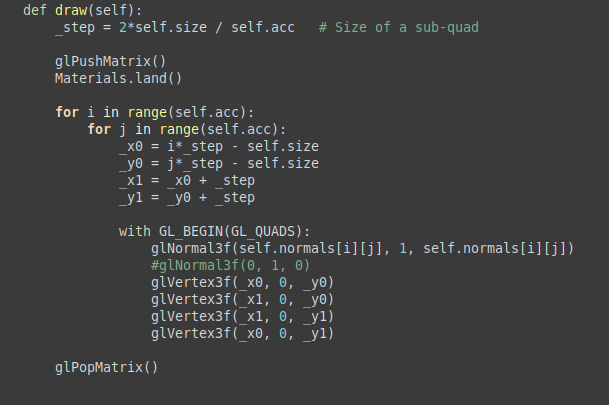 def draw(self):
    _step = 2*self.size / self.acc   # Size of a sub-quad

    glPushMatrix()
    Materials.land()

    for i in range(self.acc):
        for j in range(self.acc):
            _x0 = i*_step - self.size
            _y0 = j*_step - self.size
            _x1 = _x0 + _step
            _y1 = _y0 + _step

            with GL_BEGIN(GL_QUADS):
                glNormal3f(self.normals[i][j], 1, self.normals[i][j])
                #glNormal3f(0, 1, 0)
                glVertex3f(_x0, 0, _y0)
                glVertex3f(_x1, 0, _y0)
                glVertex3f(_x1, 0, _y1)
                glVertex3f(_x0, 0, _y1)

    glPopMatrix()